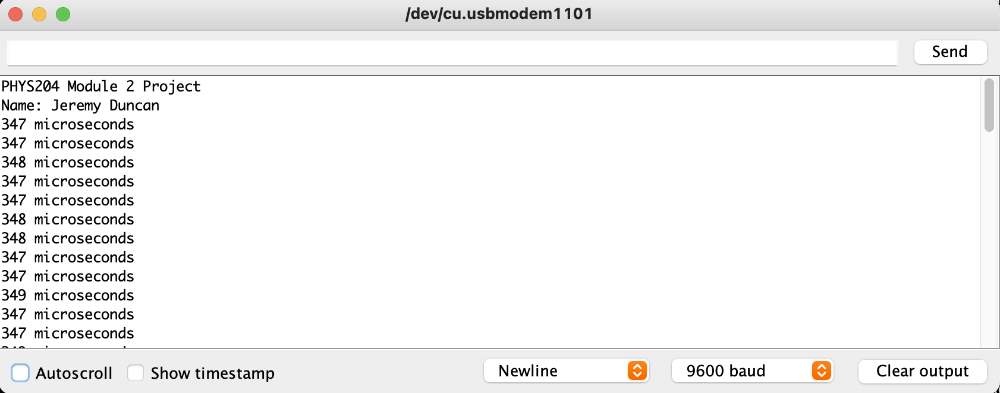 /dev/cu.usbmodem1101
Send
PHYS204 Module 2 Project
Name: Jeremy Duncan
347 microseconds
347 microseconds
348 microseconds
347 microseconds
347 microseconds
348 microseconds
348 microseconds
347 microseconds
347 microseconds
349 microseconds
347 microseconds
347 microseconds
Autoscroll Show timestamp Newline 9600 baud Clear output